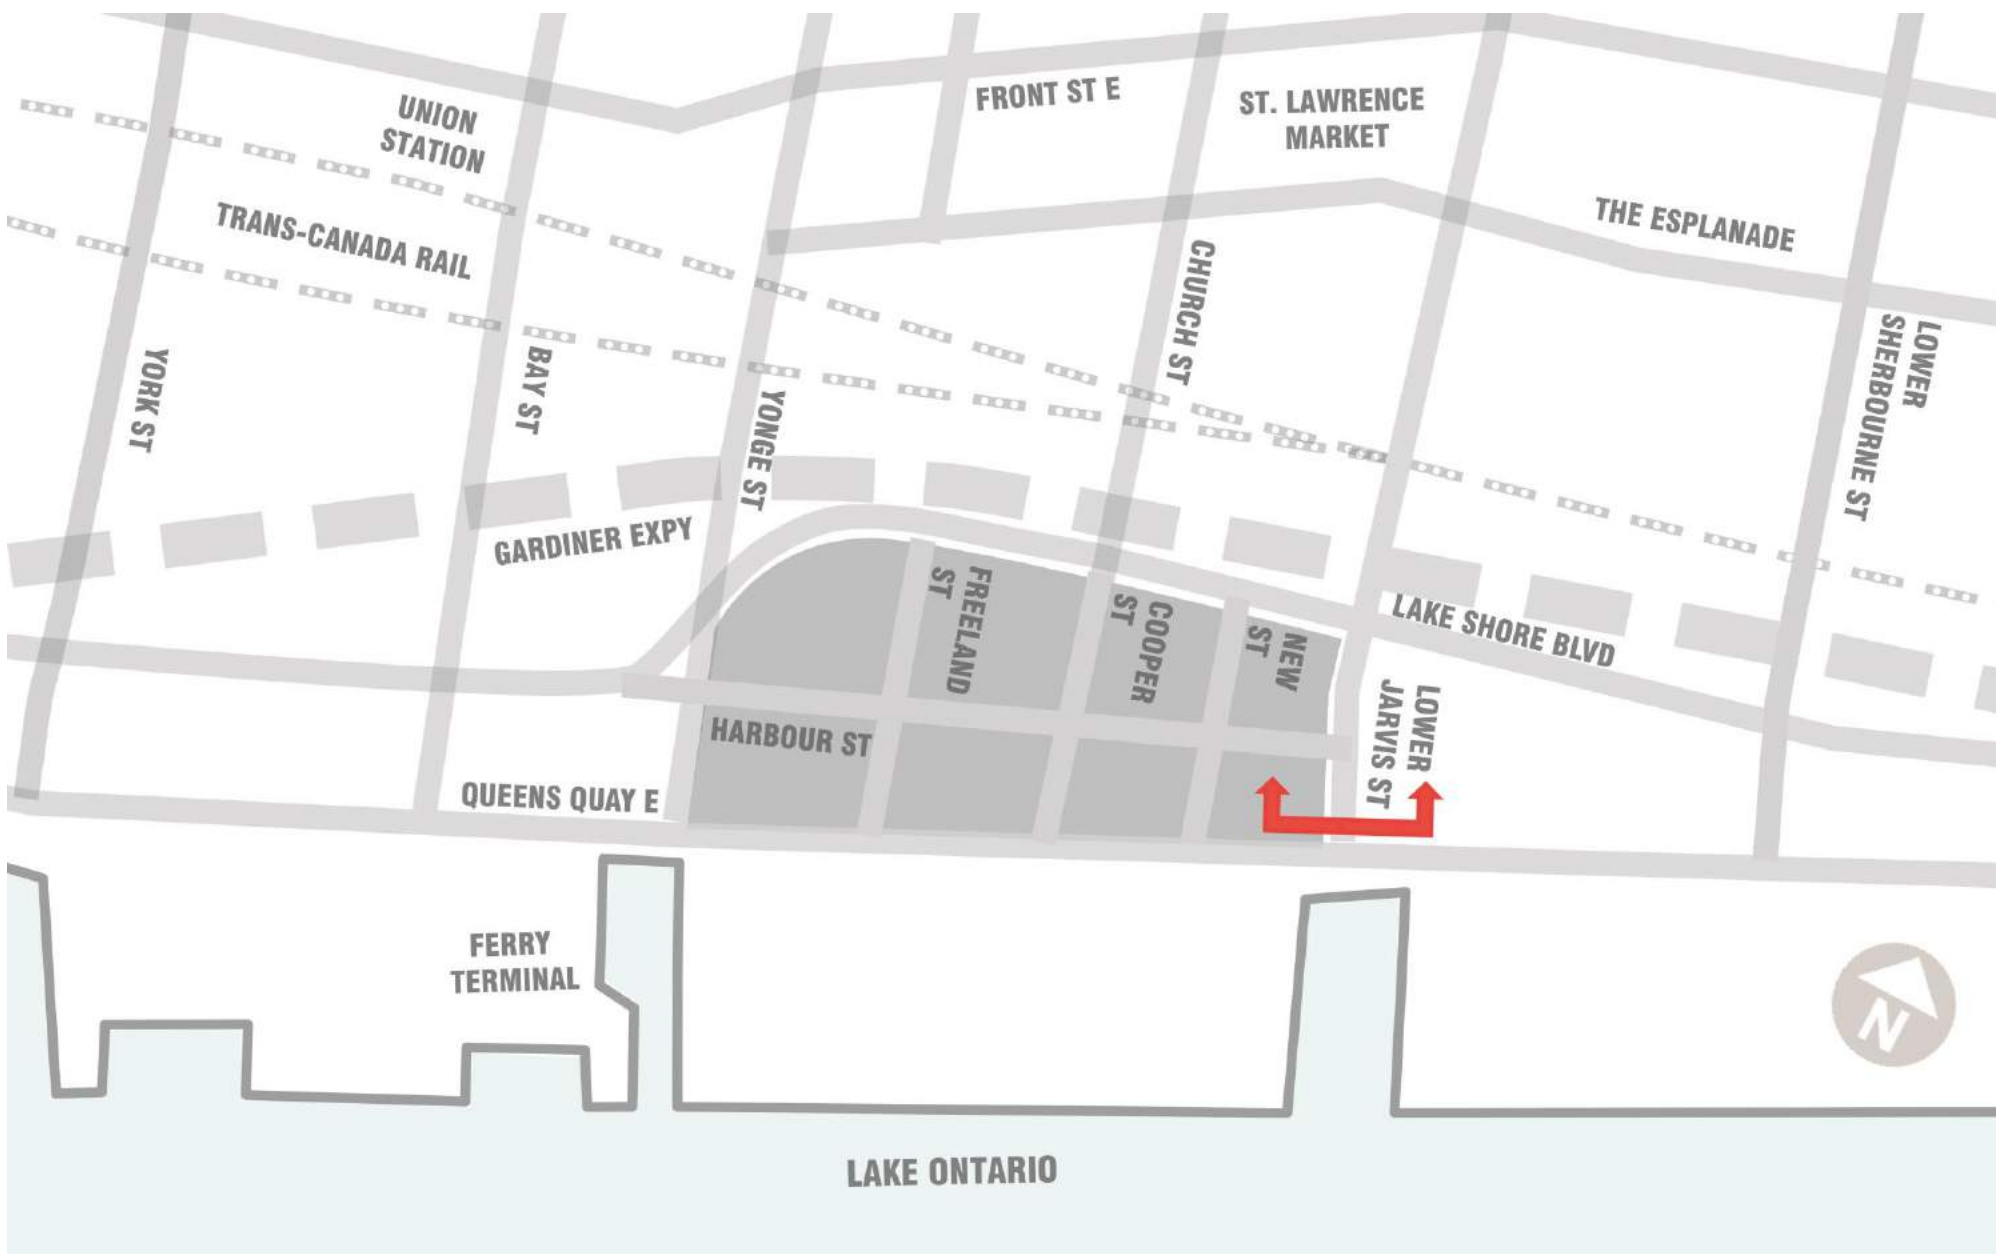 FRONT ST E
UNION
STATION
ST. LAWRENCE
MARKET
TRANS-CANADA RAIL
THE ESPLANADE
CHURCH ST
LOWER
SHERBOURNE ST
YORK ST
BAY ST
YONGE ST
GARDINER EXPY
FREELAND
ST
COOPER
ST
NEW
ST
LAKE SHORE BLVD
LOWER
JARVIS ST
HARBOUR ST
QUEENS QUAY E
FERRY
TERMINAL
N
LAKE ONTARIO